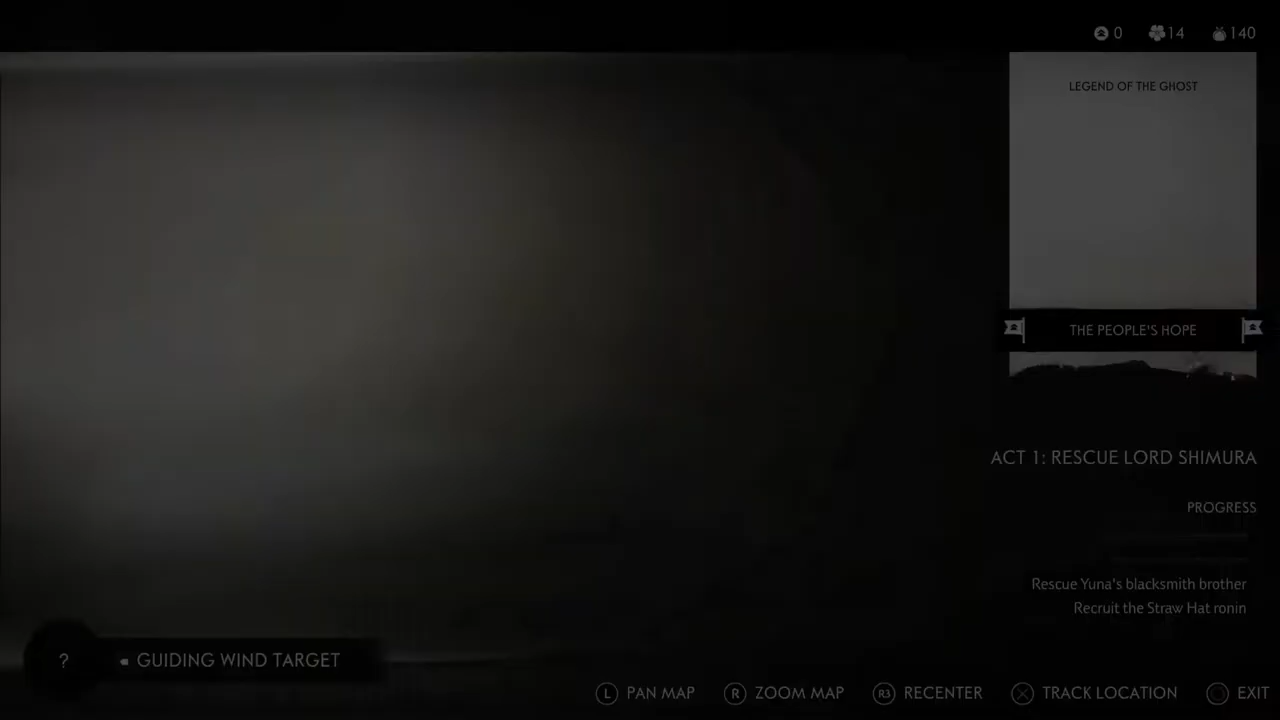 0 14 140
LEGEND OF THE GHOST
THE PEOPLE'S HOPE
ACT 1: RESCUE LORD SHIMURA
PROGRESS
Rescue Yuna's blacksmith brother
Recruit the Straw Hat ronin
? GUIDING WIND TARGET
L PAN MAP R ZOOM MAP R3 RECENTER TRACK LOCATION EXIT